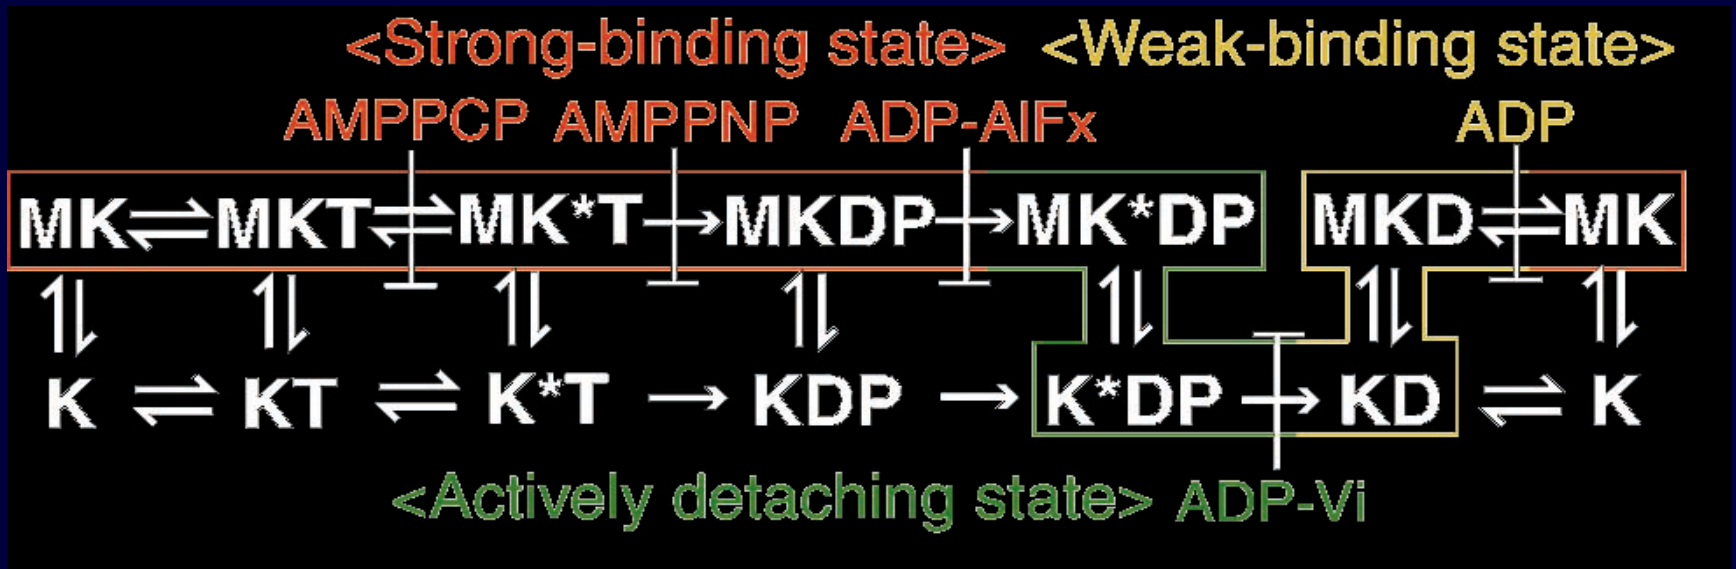 <Strong-binding state> <Weak-binding state>
AMPPCP AMPPNP ADP-AlFx ADP
MK⇌MKT⇌MK*T→MKDP→MK*DP MKD⇌MK
K ⇌ KT ⇌ K*T → KDP → K*DP → KD ⇌ K
<Actively detaching state> ADP-Vi